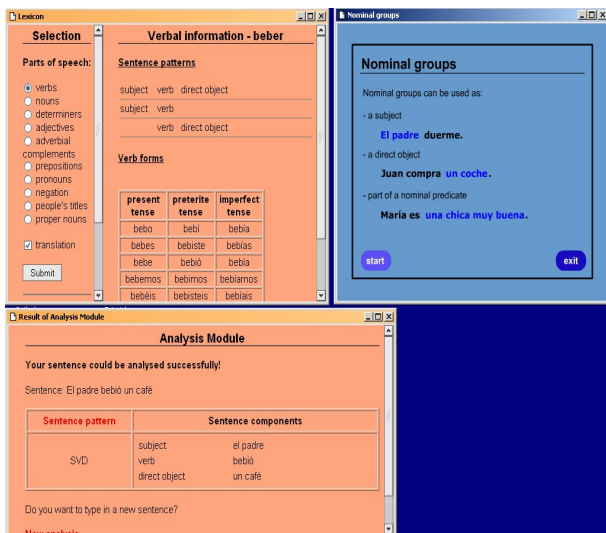 Lexicon
Selection
Parts of speech:
verbs
nouns
determiners
adjectives
adverbial
complements
prepositions
pronouns
negation
people's titles
proper nouns
translation
Submit
Verbal information - beber
Sentence patterns
subject verb direct object
subject verb
verb direct object
Verb forms
present tense preterite tense imperfect tense
bebo bebí bebía
bebes bebiste bebías
bebe bebió bebía
bebemos bebimos bebíamos
bebéis bebisteis bebíais
Nominal groups
Nominal groups
Nominal groups can be used as:
- a subject
El padre duerme.
- a direct object
Juan compra un coche.
- part of a nominal predicate
María es una chica muy buena.
start exit
Result of Analysis Module
Analysis Module
Your sentence could be analysed successfully!
Sentence: El padre bebió un café
Sentence pattern Sentence components
SVD
subject el padre
verb bebió
direct object un café
Do you want to type in a new sentence?
New analysis